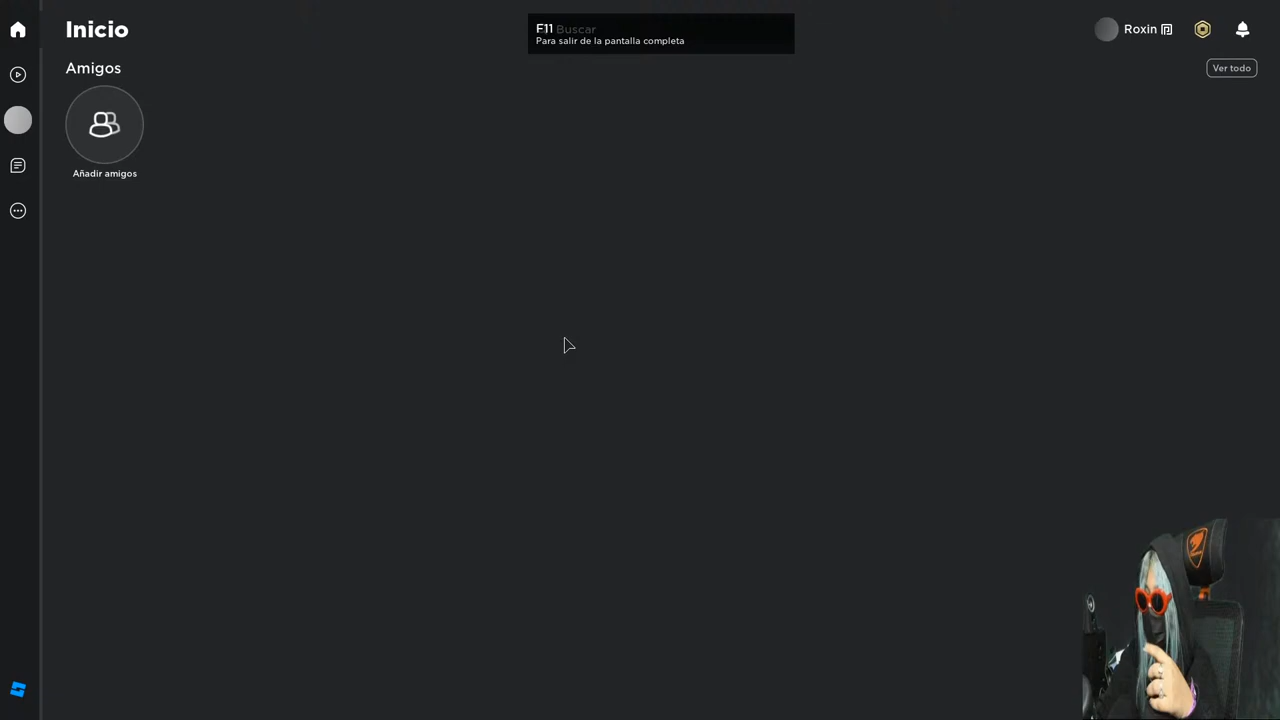 Inicio
F11 Buscar
Para salir de la pantalla completa
Roxin
Amigos
Ver todo
Añadir amigos